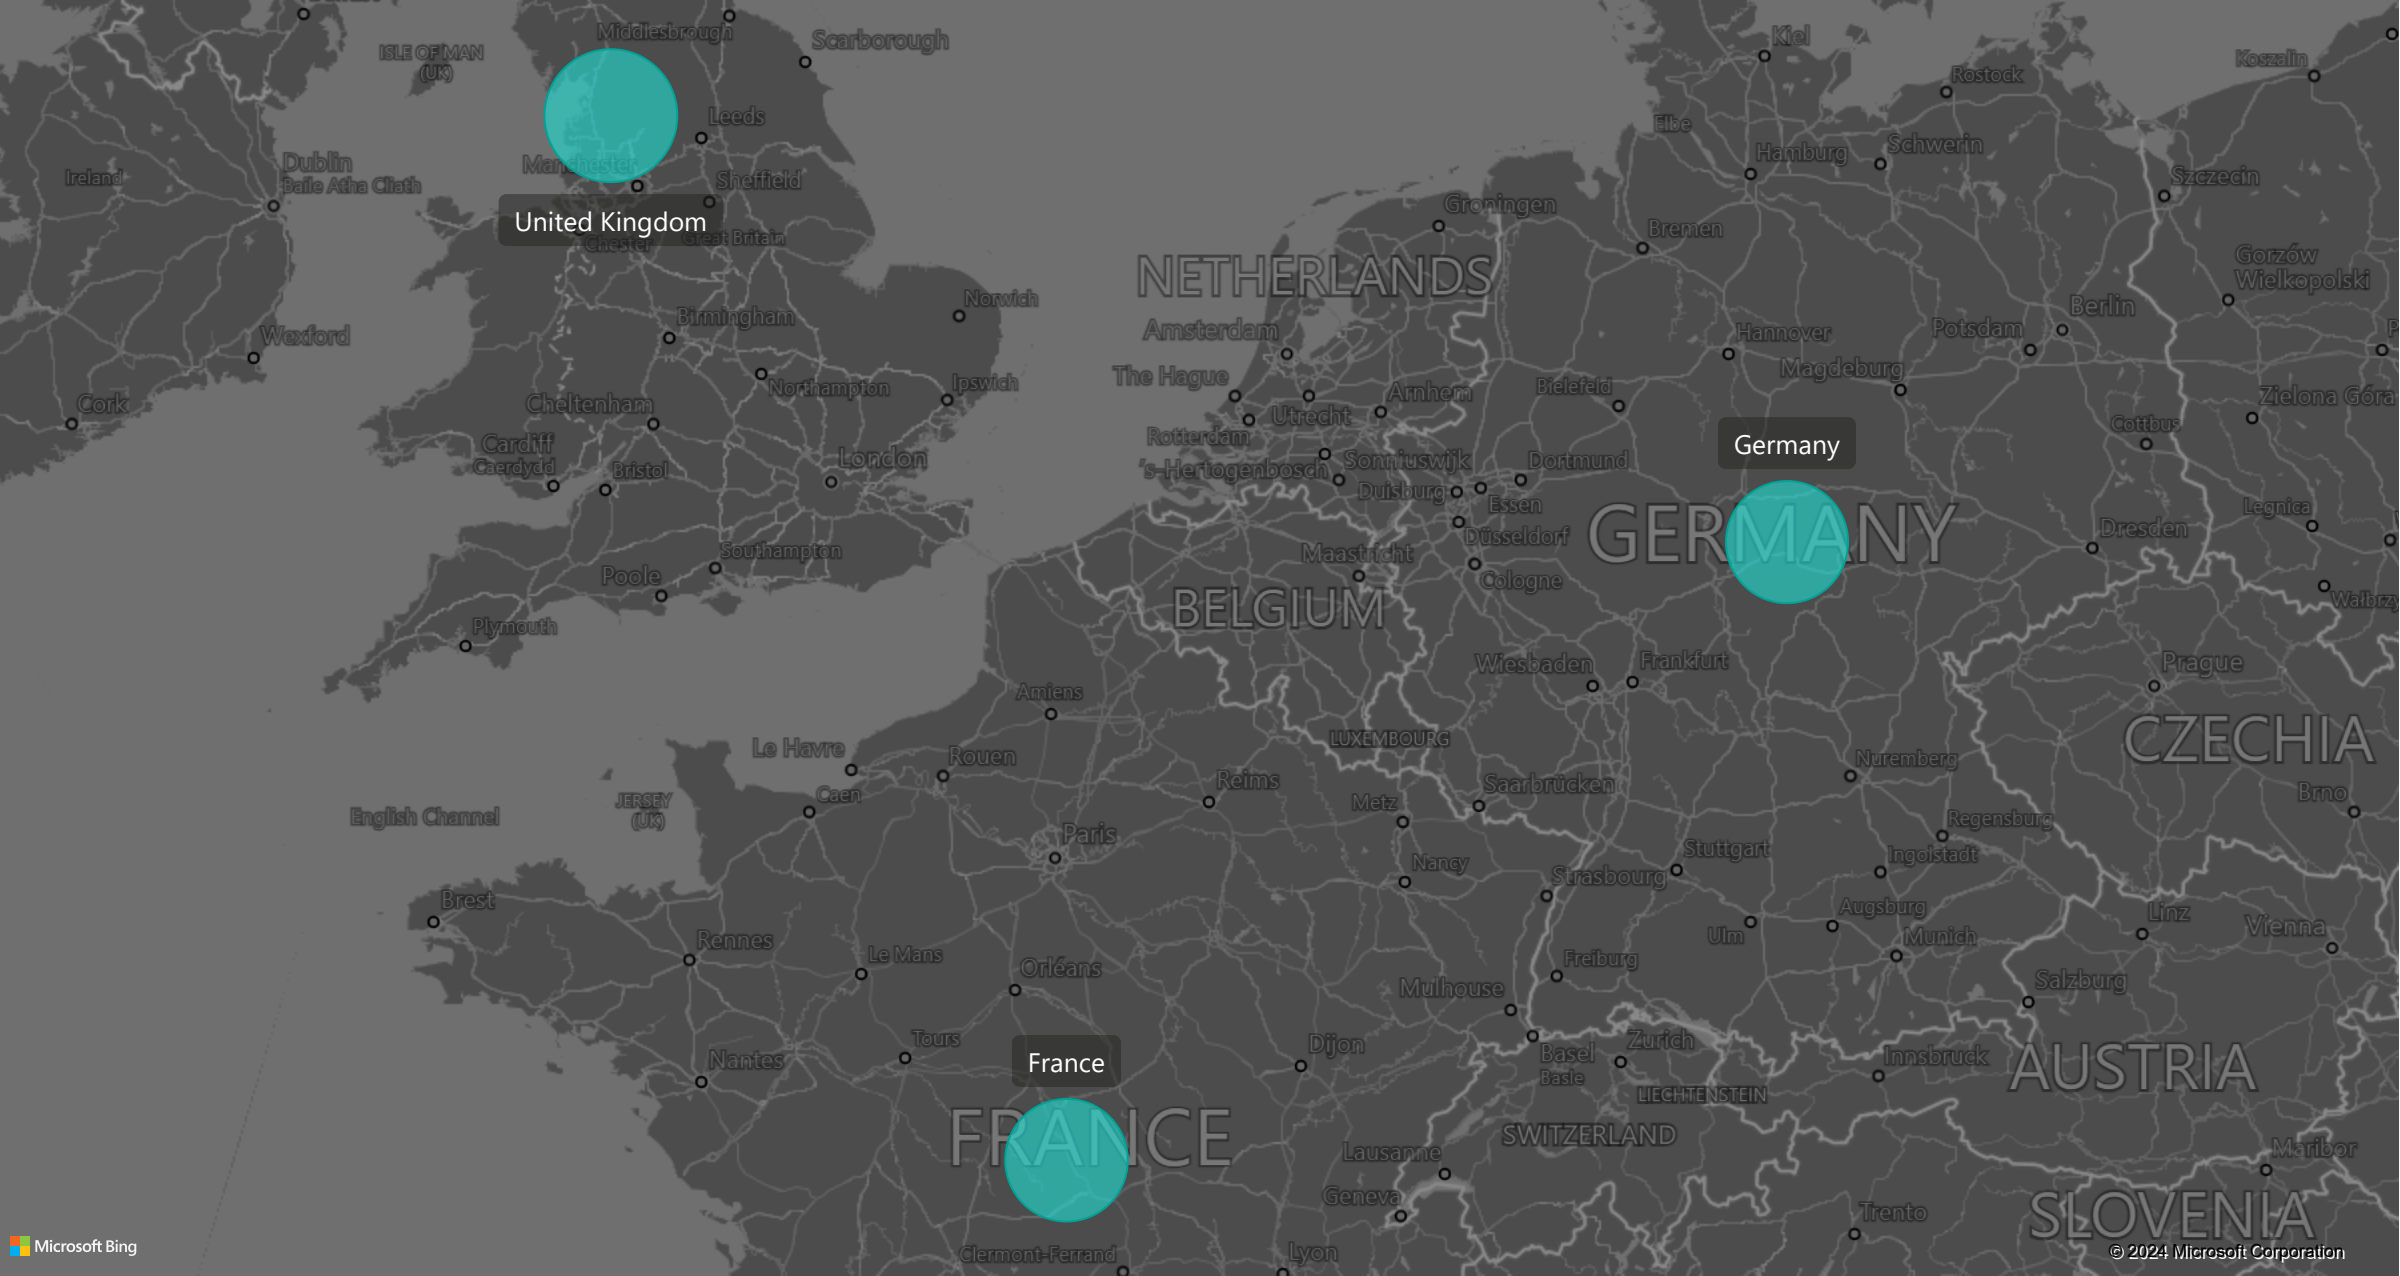 Middlesbrough
Scarborough
ISLE OF MAN
(UK)
Kiel
Koszalin
Rostock
Leeds
Elbe
Hamburg
Schwerin
Dublin
Baile Atha Cliath
Ireland
Manchester
Sheffield
Szczecin
United Kingdom
Chester
Great Britain
Groningen
Bremen
NETHERLANDS
Gorzów
Wielkopolski
Norwich
Birmingham
Berlin
Potsdam
Wexford
Amsterdam
Hannover
Magdeburg
The Hague
Northampton
Ipswich
Arnhem
Bielefeld
Zielona Góra
Cork
Cheltenham
Utrecht
Rotterdam
Cottbus
Cardiff
Caerdydd
Bristol
London
's-Hertogenbosch
Sonniuswijk
Dortmund
Germany
Duisburg
Essen
Legnica
GERMANY
Düsseldorf
Dresden
Southampton
Maastricht
Poole
Cologne
BELGIUM
Plymouth
Wiesbaden
Frankfurt
Prague
Amiens
LUXEMBOURG
CZECHIA
Le Havre
Rouen
Nuremberg
Reims
Saarbrücken
Brno
Caen
Metz
JERSEY
(UK)
English Channel
Regensburg
Paris
Stuttgart
Ingolstadt
Nancy
Strasbourg
Brest
Augsburg
Linz
Vienna
Ulm
Munich
Rennes
Le Mans
Freiburg
Orléans
Mulhouse
Salzburg
Tours
Dijon
Basel
Basle
Zurich
Nantes
France
Innsbruck
AUSTRIA
LIECHTENSTEIN
FRANCE
SWITZERLAND
Lausanne
Maribor
Geneva
Trento
SLOVENIA
Clermont-Ferrand
Lyon
Microsoft Bing
© 2024 Microsoft Corporation